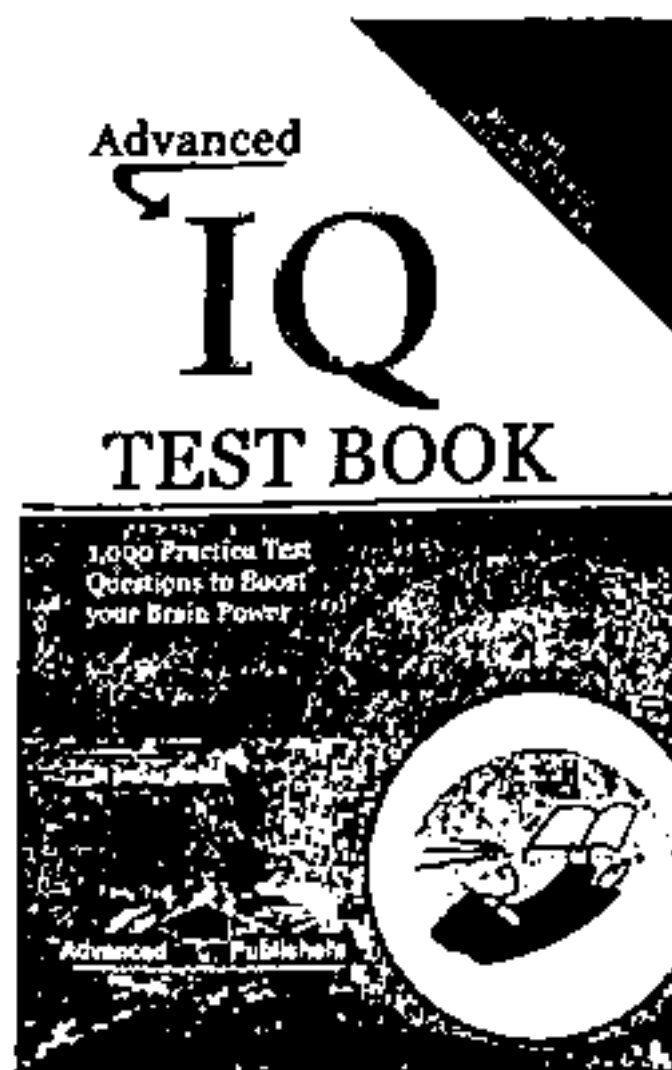 Advanced
IQ
TEST BOOK
1,000 Practice Test
Questions to Boost
your Brain Power
Advanced Publishers